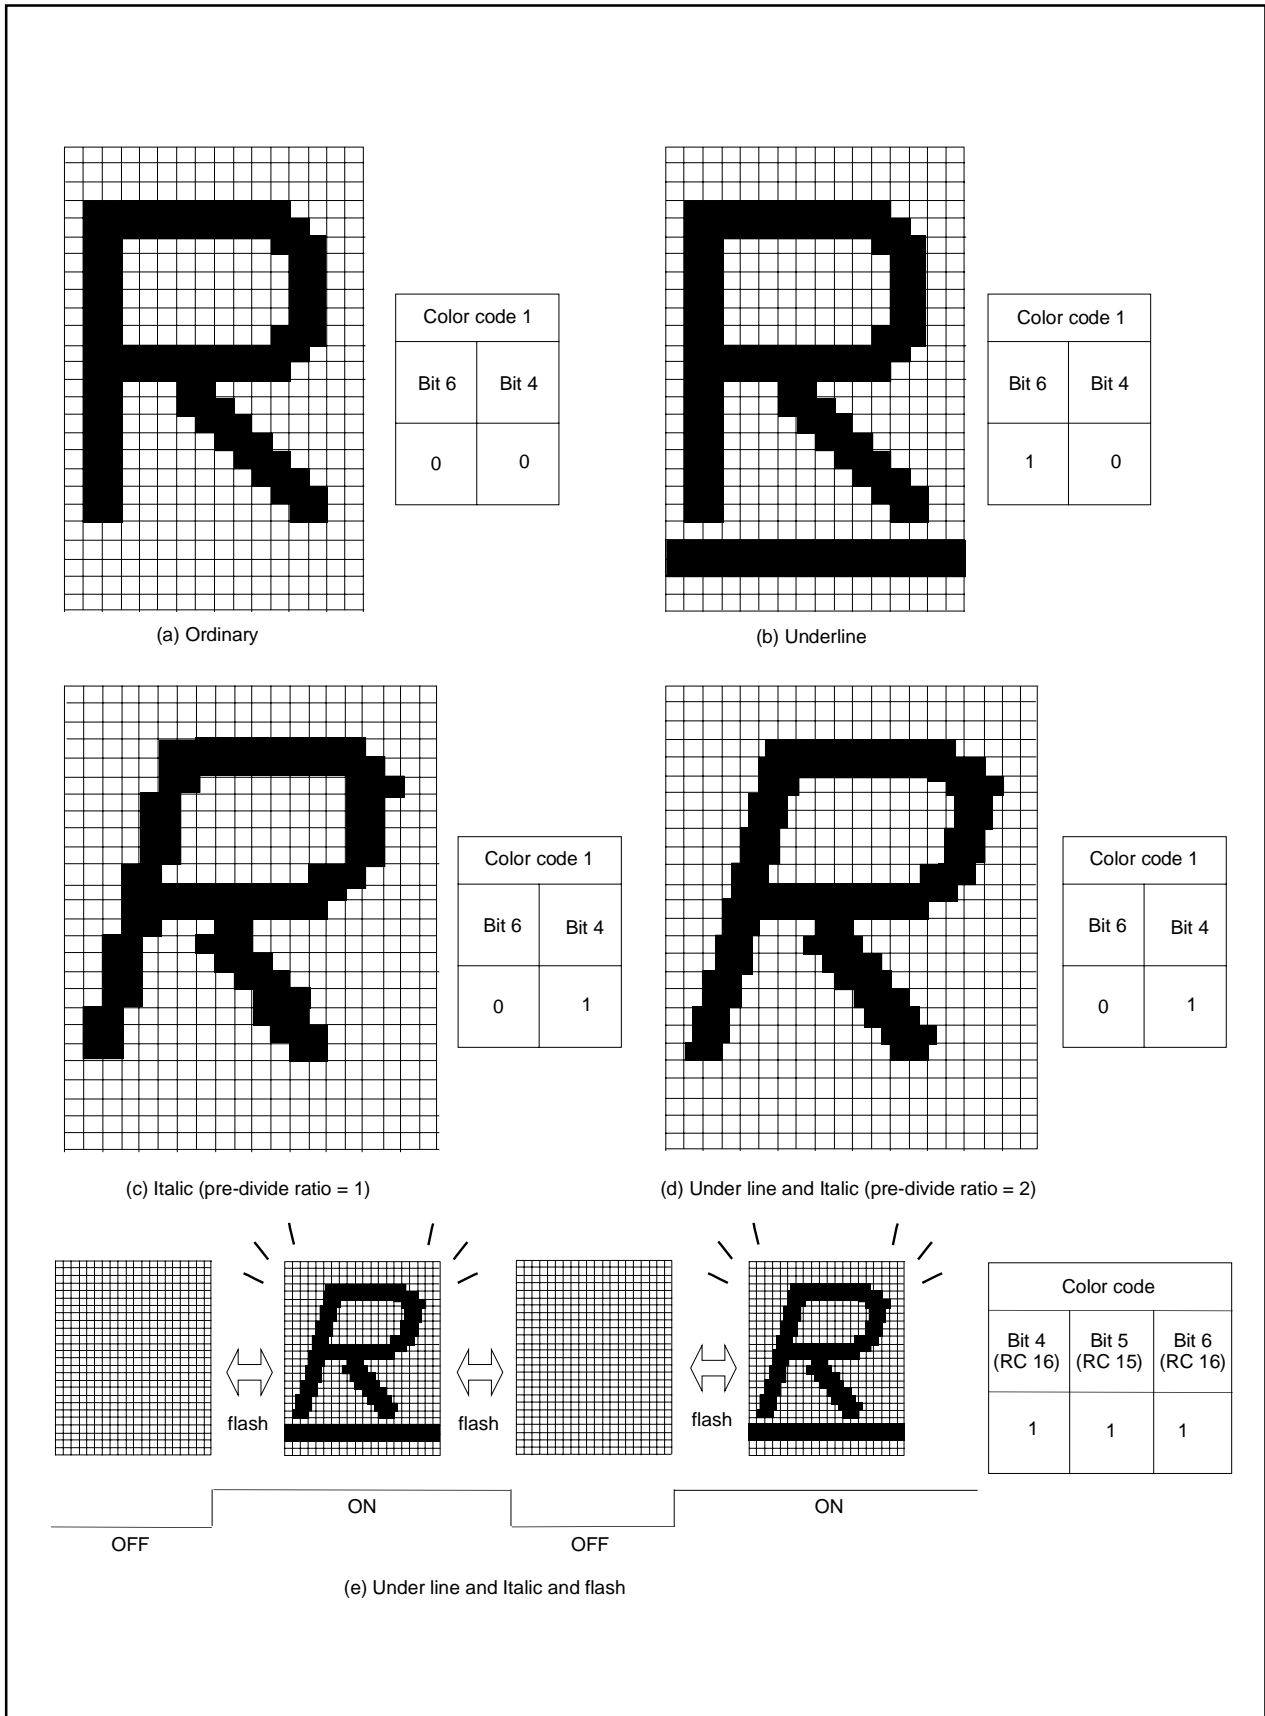 Color code 1
Bit 6 Bit 4
0 0
(a) Ordinary
Color code 1
Bit 6 Bit 4
1 0
(b) Underline
Color code 1
Bit 6 Bit 4
0 1
(c) Italic (pre-divide ratio = 1)
Color code 1
Bit 6 Bit 4
0 1
(d) Under line and Italic (pre-divide ratio = 2)
flash flash flash
Color code
Bit 4 Bit 5 Bit 6
(RC 16) (RC 15) (RC 16)
1 1 1
OFF ON OFF ON
(e) Under line and Italic and flash